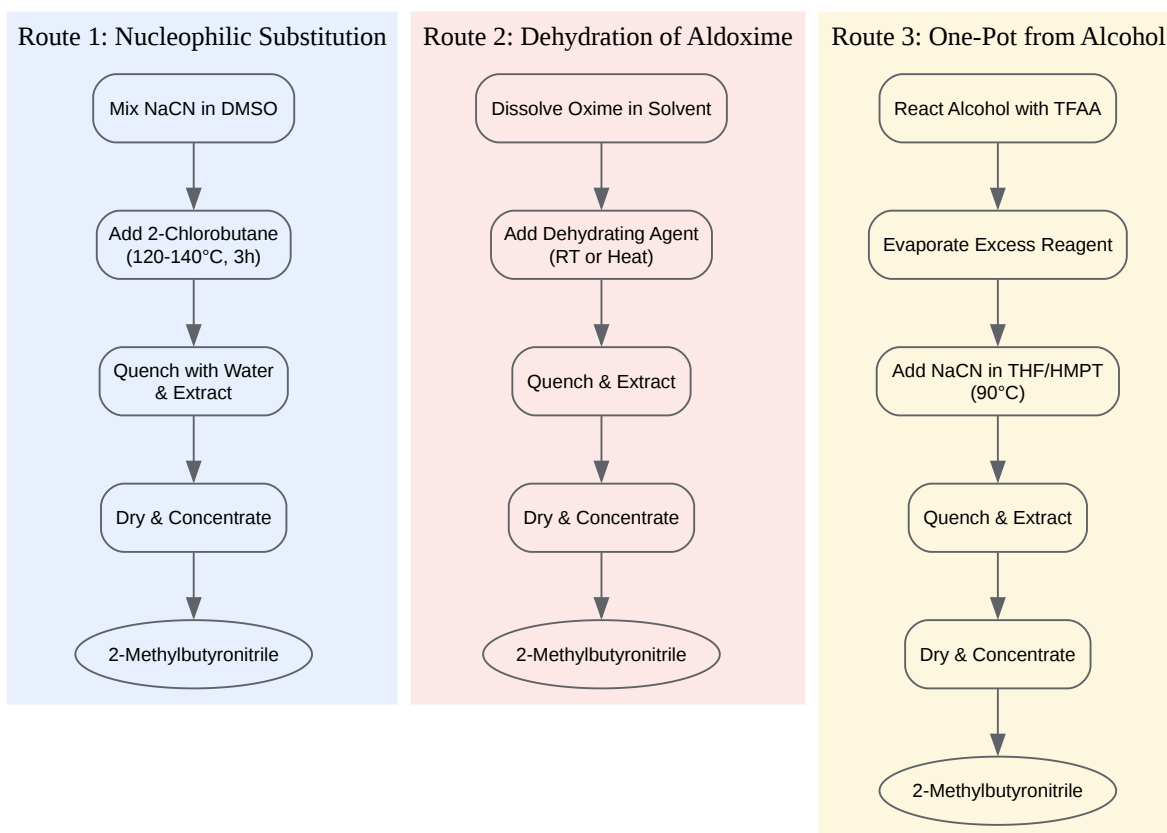 Route 1: Nucleophilic Substitution
Mix NaCN in DMSO
Add 2-Chlorobutane
(120-140°C, 3h)
Quench with Water
& Extract
Dry & Concentrate
2-Methylbutyronitrile
Route 2: Dehydration of Aldoxime
Dissolve Oxime in Solvent
Add Dehydrating Agent
(RT or Heat)
Quench & Extract
Dry & Concentrate
2-Methylbutyronitrile
Route 3: One-Pot from Alcohol
React Alcohol with TFAA
Evaporate Excess Reagent
Add NaCN in THF/HMPT
(90°C)
Quench & Extract
Dry & Concentrate
2-Methylbutyronitrile